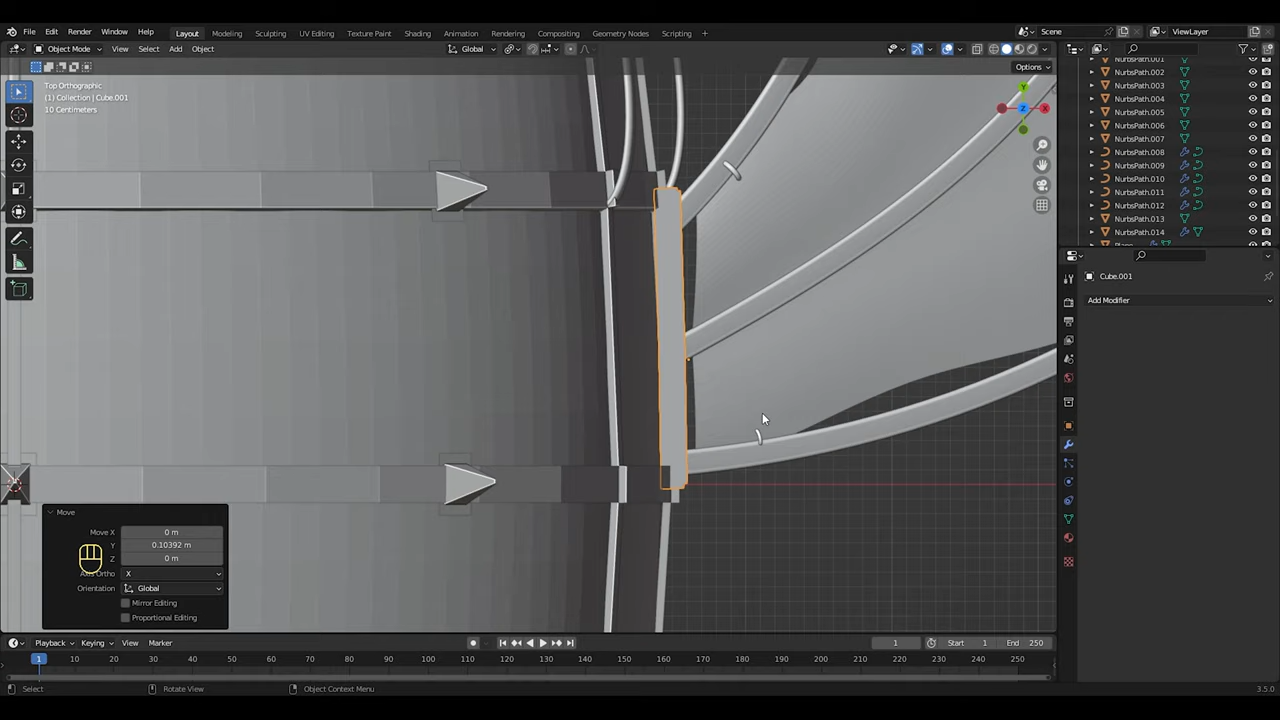 File Edit Render Window Help
Layout Modeling Sculpting UV Editing Texture Paint Shading Animation Rendering Compositing Geometry Nodes Scripting +
Scene
ViewLayer
Object Mode View Select Add Object
Global
Options
Top Orthographic
(1) Collection | Cube.001
10 Centimeters
Y
Z
X
NurbsPath.002
NurbsPath.003
NurbsPath.004
NurbsPath.005
NurbsPath.006
NurbsPath.007
NurbsPath.008
NurbsPath.009
NurbsPath.010
NurbsPath.011
NurbsPath.012
NurbsPath.013
NurbsPath.014
Cube.001
Add Modifier
Move
Move X 0 m
Y 0.10392 m
Z 0 m
Ortho X
Orientation Global
Mirror Editing
Proportional Editing
Playback Keying View Marker
1
Start 1
End 250
1 10 20 30 40 50 60 70 80 90 100 110 120 130 140 150 160 170 180 190 200 210 220 230 240 250
Select
Rotate View
Object Context Menu
3.5.0